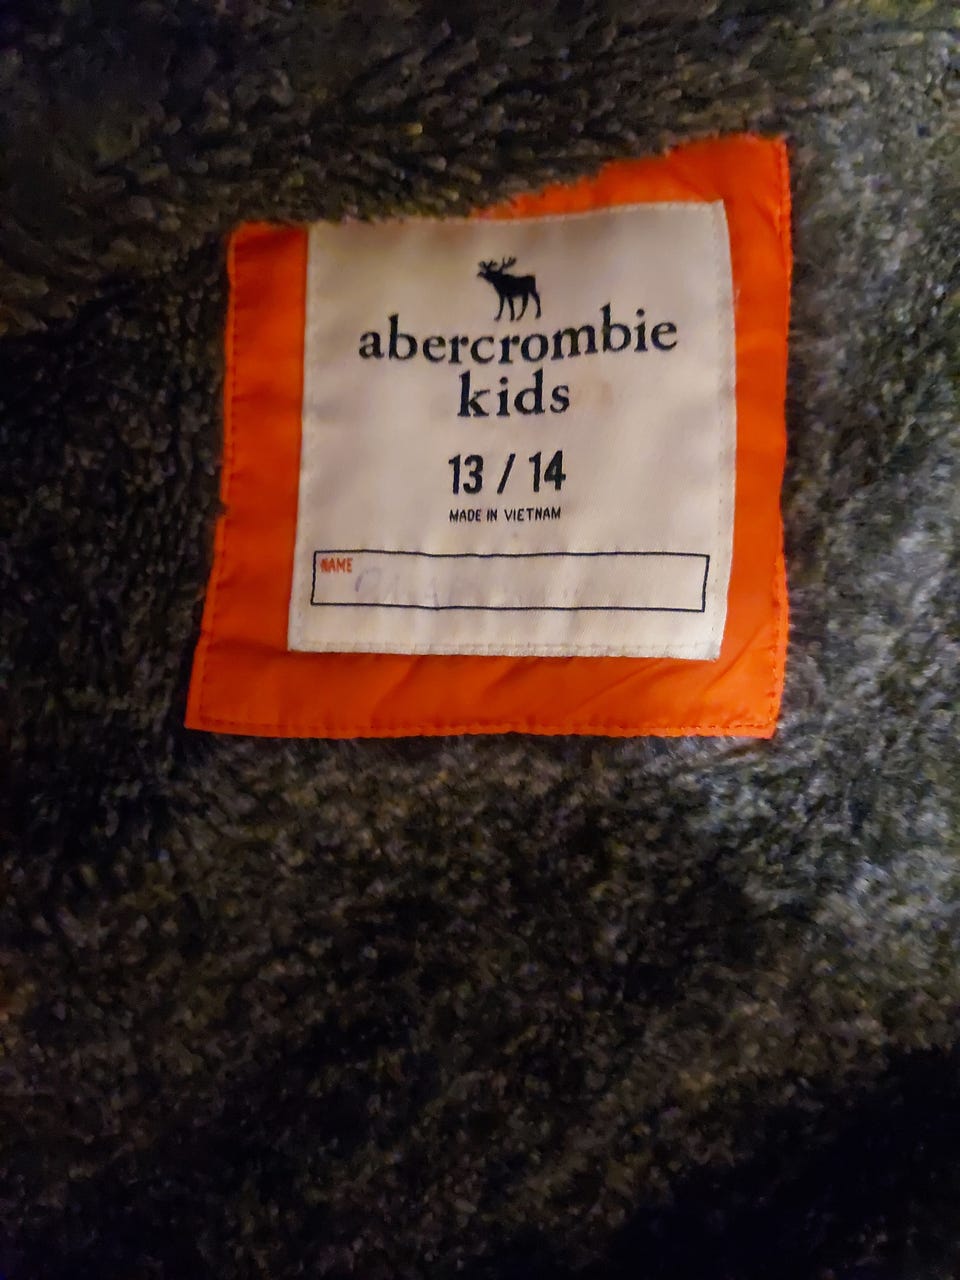 abercrombie
kids
13 / 14
MADE IN VIETNAM
NAME